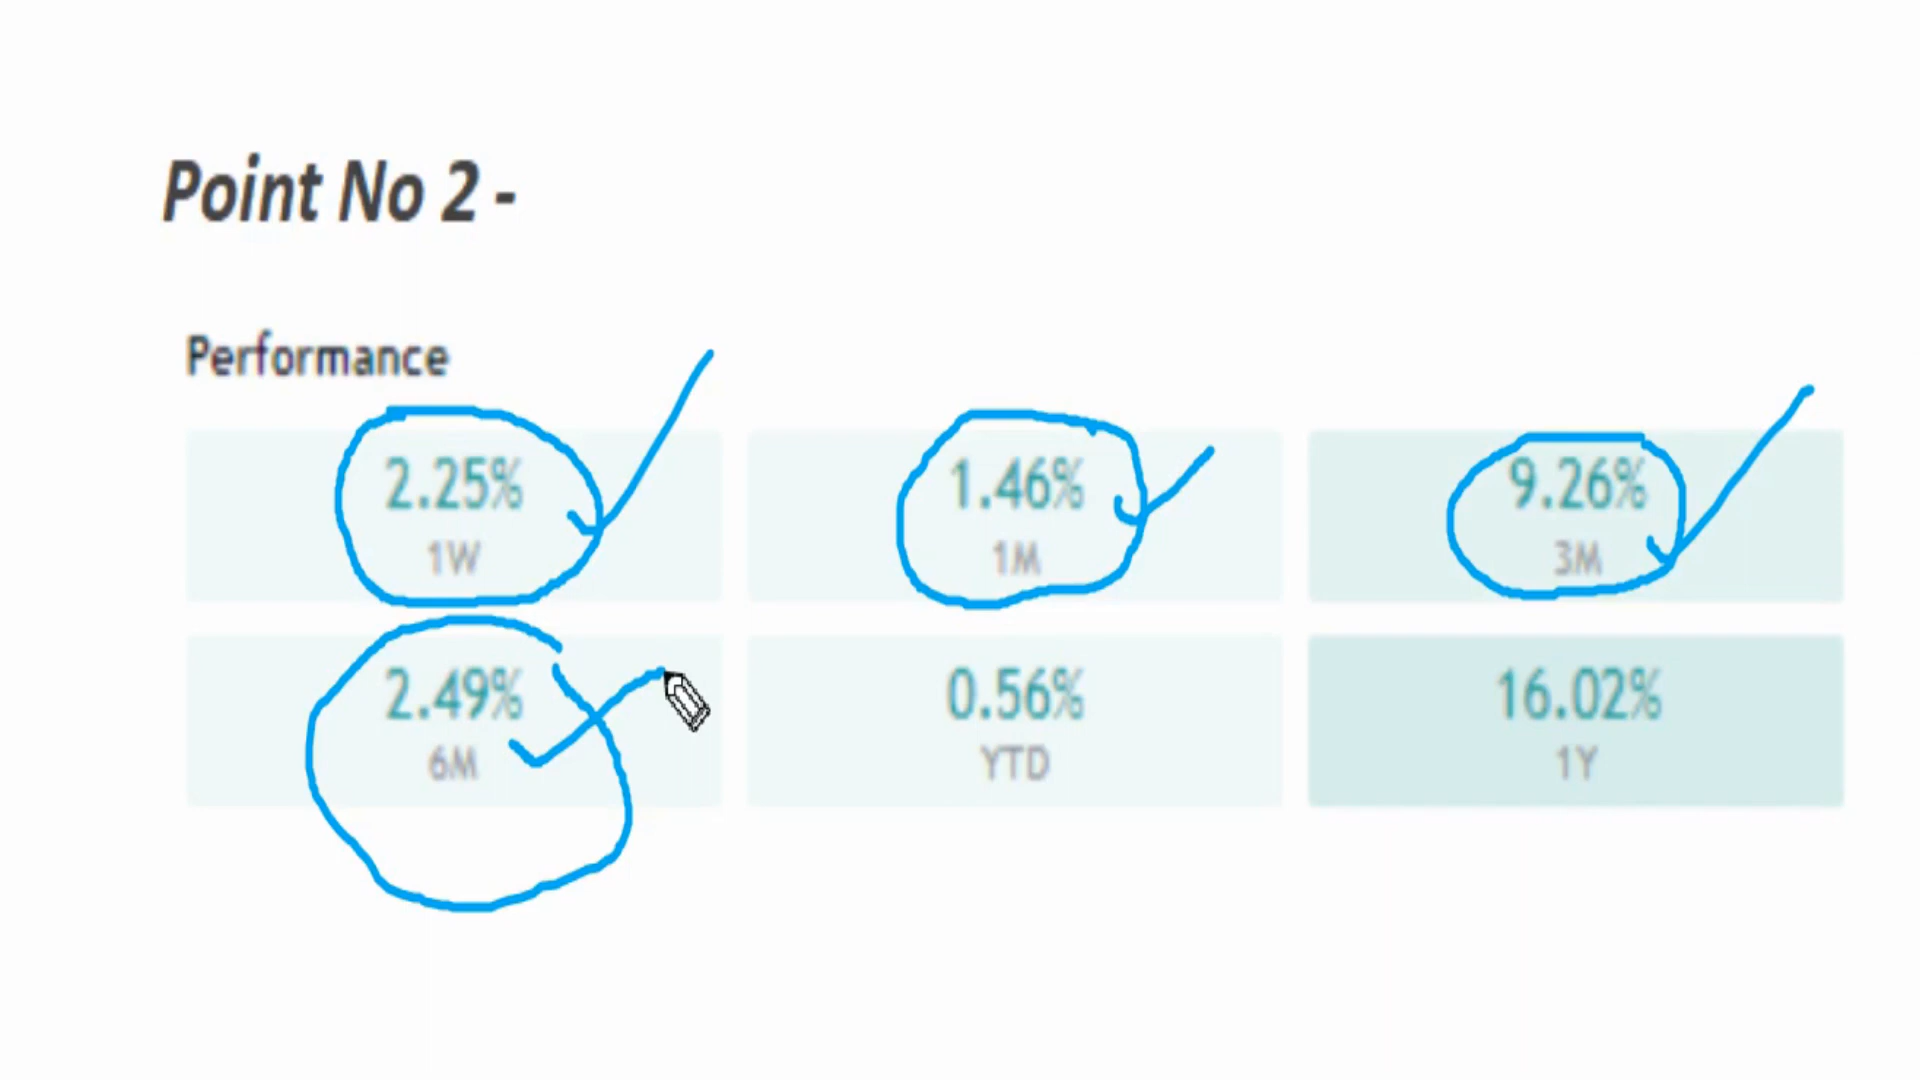 Point No 2 -
Performance
2.25% 1.46% 9.26%
1W 1M 3M
2.49% 0.56% 16.02%
6M YTD 1Y